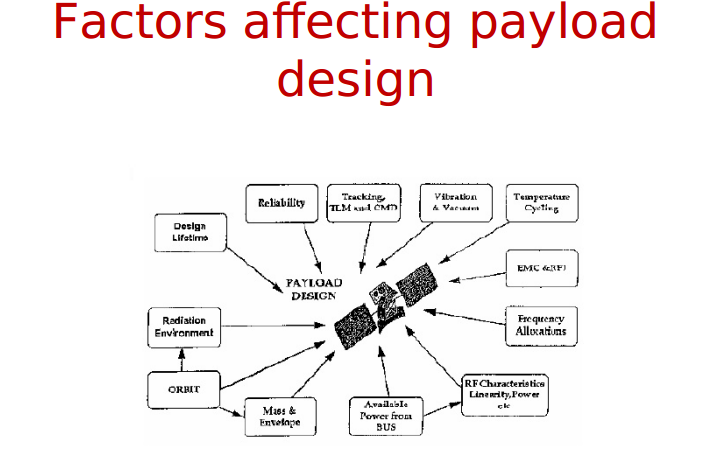 Factors affecting payload
design
Reliability
Tracking,
TLM and CMD
Vibration
& Vacuum
Temperature
Cycling
Design
Lifetime
PAYLOAD
DESIGN
EMC & RFI
Radiation
Environment
Frequency
Allocations
ORBIT
Mass &
Envelope
Available
Power from
BUS
RF Characteristics
Linearity, Power
etc